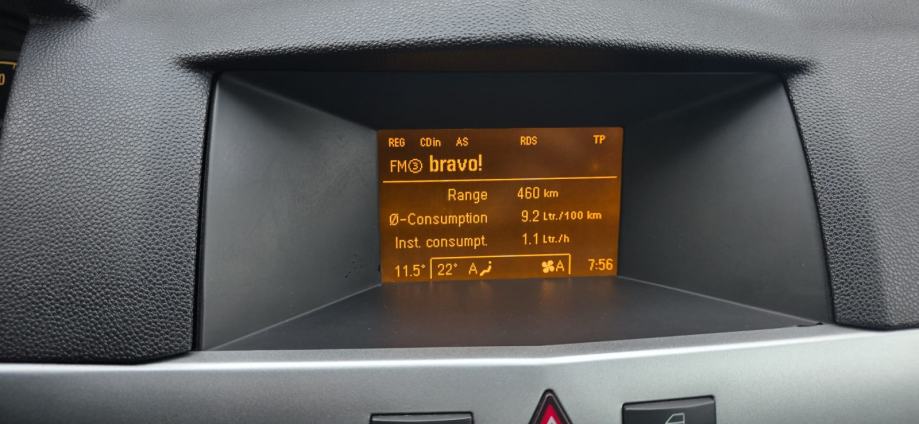 REG CDin AS RDS TP
FM③ bravo!
Range 460 km
Ø-Consumption 9.2 Ltr./100 km
Inst. consumpt. 1.1 Ltr./h
11.5° 22° A A 7:56
0